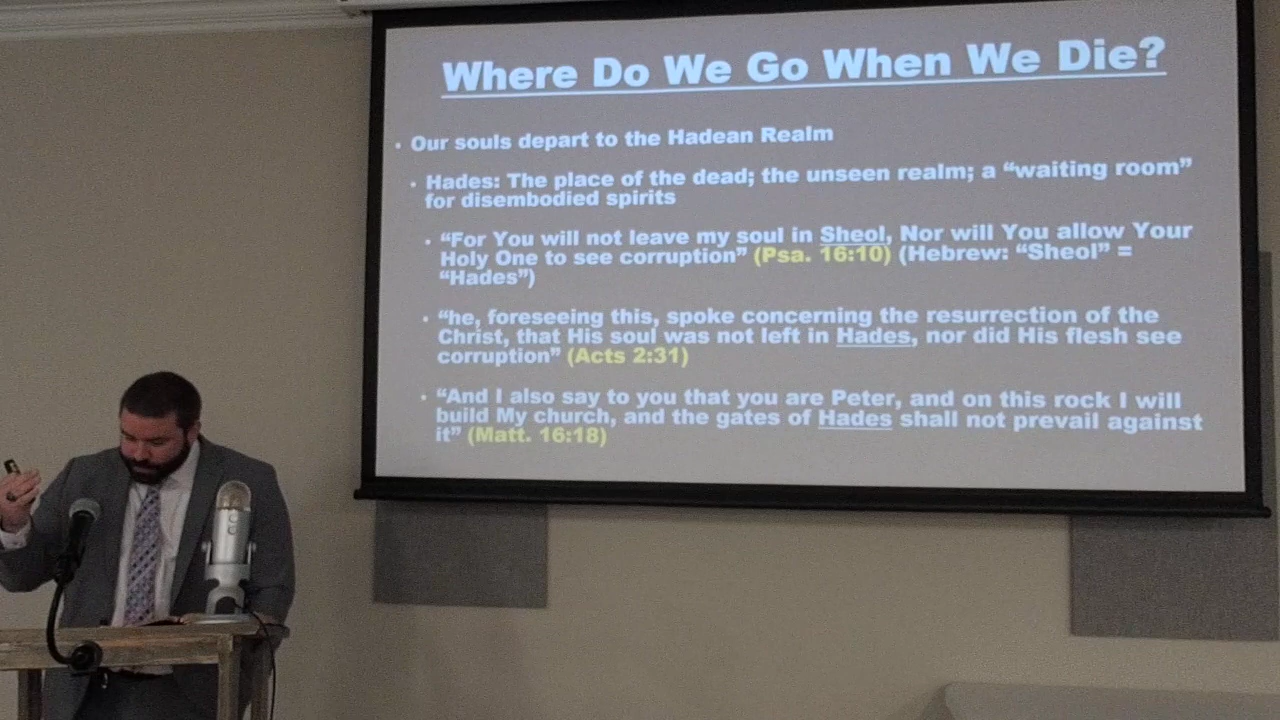 Where Do We Go When We Die?
• Our souls depart to the Hadean Realm
• Hades: The place of the dead; the unseen realm; a “waiting room”
for disembodied spirits
• “For You will not leave my soul in Sheol, Nor will You allow Your
Holy One to see corruption” (Psa. 16:10) (Hebrew: “Sheol” =
“Hades”)
• “he, foreseeing this, spoke concerning the resurrection of the
Christ, that His soul was not left in Hades, nor did His flesh see
corruption” (Acts 2:31)
• “And I also say to you that you are Peter, and on this rock I will
build My church, and the gates of Hades shall not prevail against
it” (Matt. 16:18)